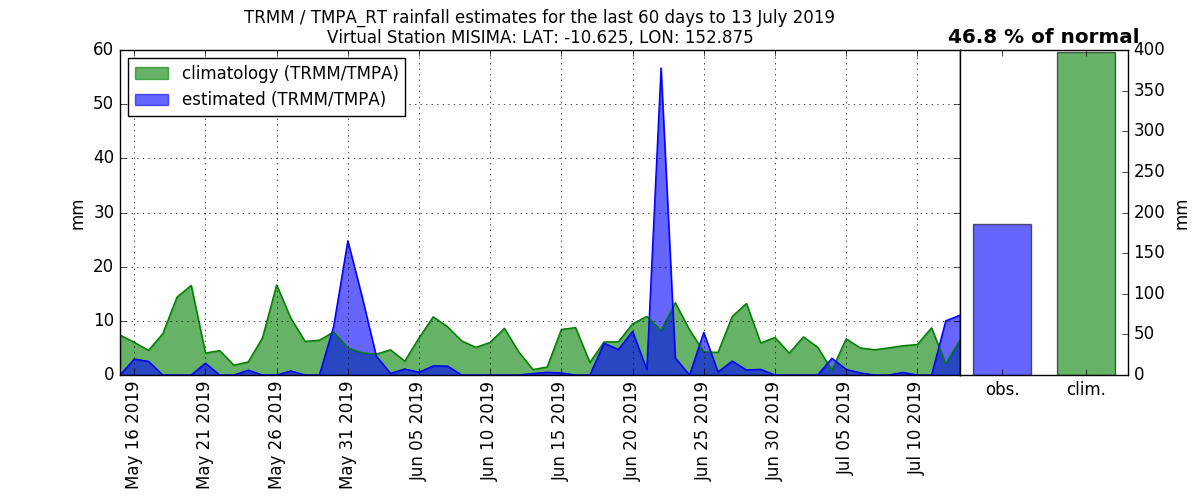 TRMM / TMPA_RT rainfall estimates for the last 60 days to 13 July 2019
Virtual Station MISIMA: LAT: -10.625, LON: 152.875
46.8 % of normal
climatology (TRMM/TMPA)
estimated (TRMM/TMPA)
60
50
40
30
20
10
0
mm
May 16 2019
May 21 2019
May 26 2019
May 31 2019
Jun 05 2019
Jun 10 2019
Jun 15 2019
Jun 20 2019
Jun 25 2019
Jun 30 2019
Jul 05 2019
Jul 10 2019
obs.
clim.
400
350
300
250
200
150
100
50
0
mm